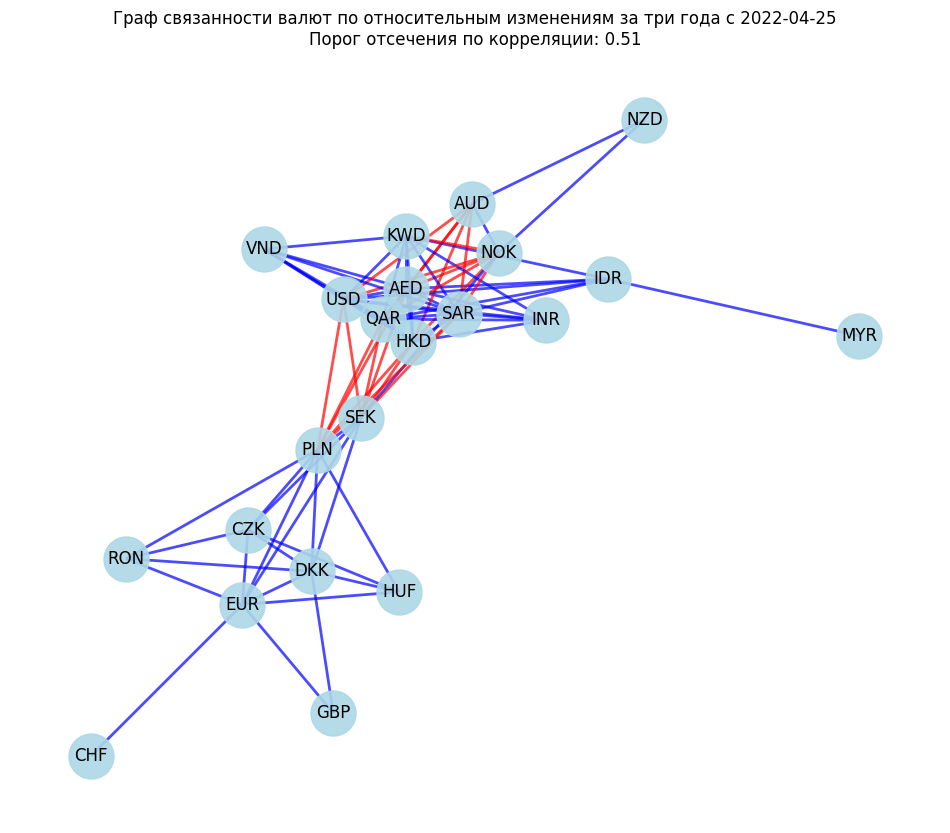 Граф связанности валют по относительным изменениям за три года с 2022-04-25
Порог отсечения по корреляции: 0.51
NZD
AUD
KWD
VND
NOK
IDR
AED
USD
SAR
QAR
INR
MYR
HKD
SEK
PLN
CZK
RON
DKK
HUF
EUR
GBP
CHF